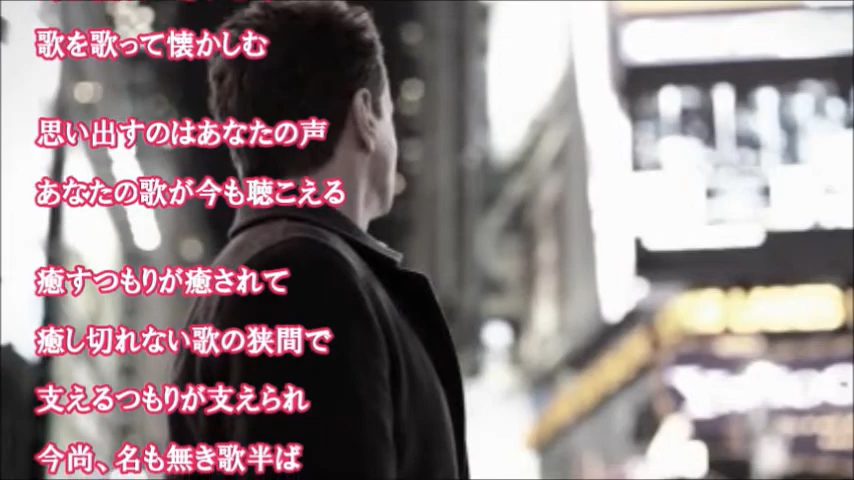 歌を歌って懐かしむ
思い出すのはあなたの声
あなたの歌が今も聴こえる
癒すつもりが癒されて
癒し切れない歌の狭間で
支えるつもりが支えられ
今尚、名も無き歌半ば